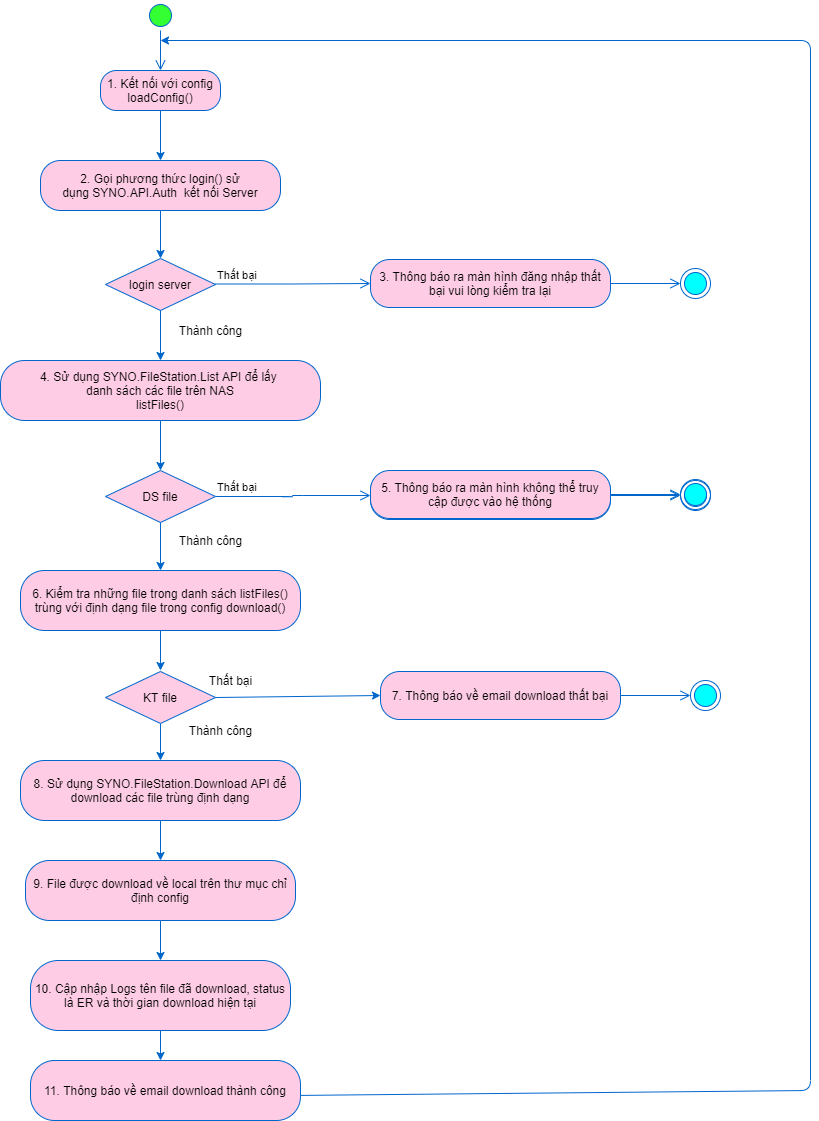 1. Kết nối với config
loadConfig()
2. Gọi phương thức login() sử
dụng SYNO.API.Auth kết nối Server
login server
Thất bại
3. Thông báo ra màn hình đăng nhập thất
bại vui lòng kiểm tra lại
Thành công
4. Sử dụng SYNO.FileStation.List API để lấy
danh sách các file trên NAS
listFiles()
DS file
Thất bại
5. Thông báo ra màn hình không thể truy
cập được vào hệ thống
Thành công
6. Kiểm tra những file trong danh sách listFiles()
trùng với định dạng file trong config download()
KT file
Thất bại
7. Thông báo về email download thất bại
Thành công
8. Sử dụng SYNO.FileStation.Download API để
download các file trùng định dạng
9. File được download về local trên thư mục chỉ
định config
10. Cập nhập Logs tên file đã download, status
là ER và thời gian download hiện tại
11. Thông báo về email download thành công